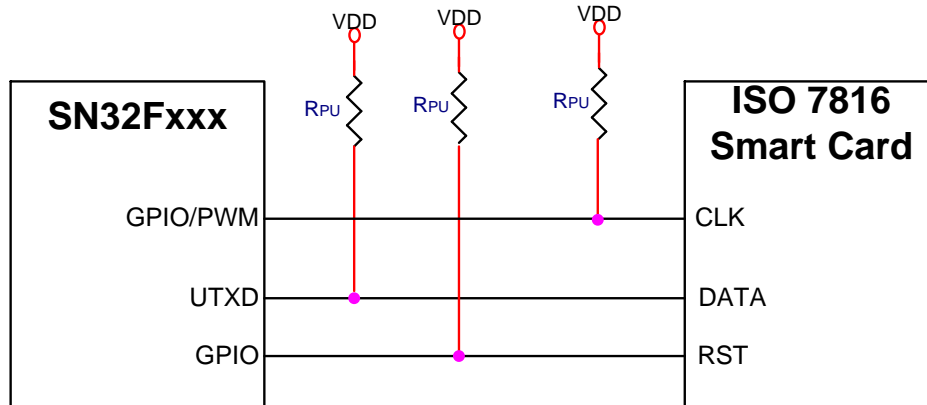 VDD
VDD
VDD
SN32Fxxx
RPU
RPU
RPU
ISO 7816
Smart Card
GPIO/PWM
CLK
UTXD
DATA
GPIO
RST